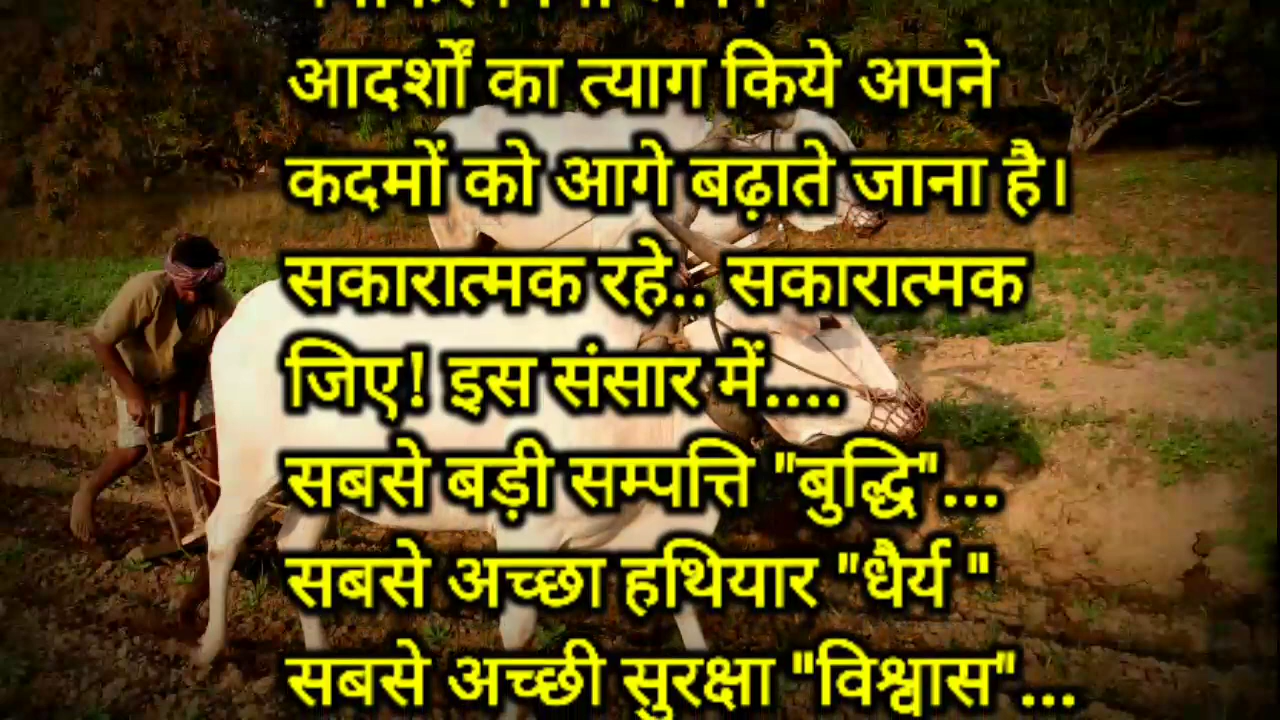 आदर्शों का त्याग किये अपने
कदमों को आगे बढ़ाते जाना है।
सकारात्मक रहे.. सकारात्मक
जिए! इस संसार में....
सबसे बड़ी सम्पत्ति "बुद्धि"...
सबसे अच्छा हथियार "धैर्य "
सबसे अच्छी सुरक्षा "विश्वास"...